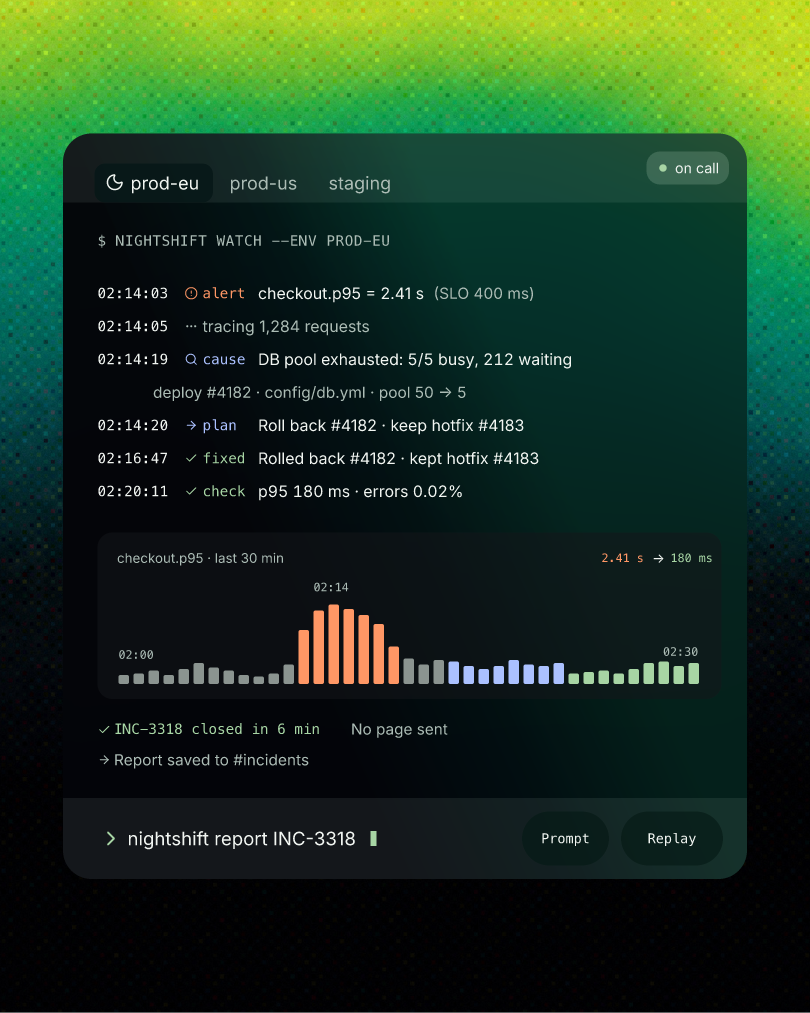 prod-eu prod-us staging on call
$ NIGHTSHIFT WATCH --ENV PROD-EU
02:14:03 alert checkout.p95 = 2.41 s (SLO 400 ms)
02:14:05 ··· tracing 1,284 requests
02:14:19 cause DB pool exhausted: 5/5 busy, 212 waiting
deploy #4182 · config/db.yml · pool 50 → 5
02:14:20 → plan Roll back #4182 · keep hotfix #4183
02:16:47 ✓ fixed Rolled back #4182 · kept hotfix #4183
02:20:11 ✓ check p95 180 ms · errors 0.02%
checkout.p95 · last 30 min 2.41 s → 180 ms
02:14
02:00 02:30
✓ INC-3318 closed in 6 min No page sent
→ Report saved to #incidents
> nightshift report INC-3318 Prompt Replay